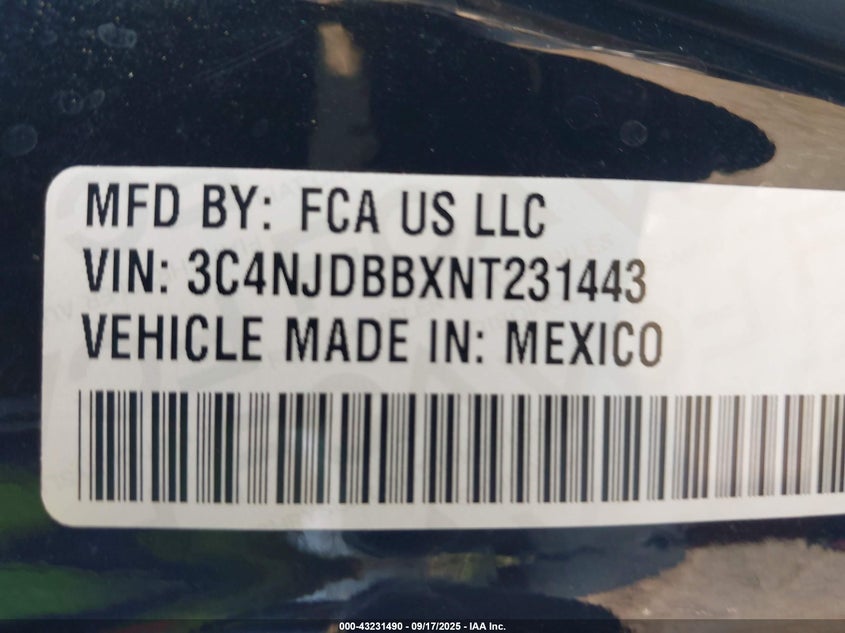 MFD BY: FCA US LLC
VIN: 3C4NJDBBXNT231443
VEHICLE MADE IN: MEXICO
000-43231490 - 09/17/2025 - IAA Inc.